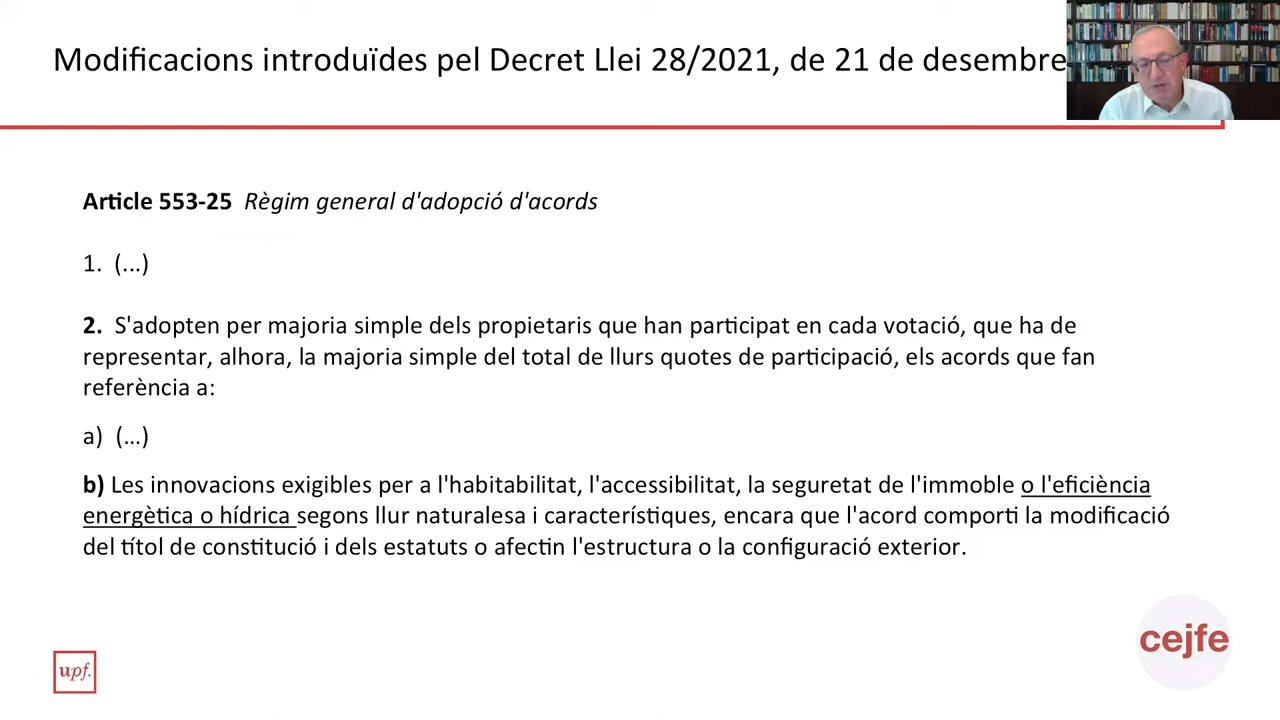 Modificacions introduïdes pel Decret Llei 28/2021, de 21 de desembre
Article 553-25 Règim general d'adopció d'acords
1. (...)
2. S'adopten per majoria simple dels propietaris que han participat en cada votació, que ha de
representar, alhora, la majoria simple del total de llurs quotes de participació, els acords que fan
referència a:
a) (...)
b) Les innovacions exigibles per a l'habitabilitat, l'accessibilitat, la seguretat de l'immoble o l'eficiència
energètica o hídrica segons llur naturalesa i característiques, encara que l'acord comporti la modificació
del títol de constitució i dels estatuts o afectin l'estructura o la configuració exterior.
upf.
cejfe